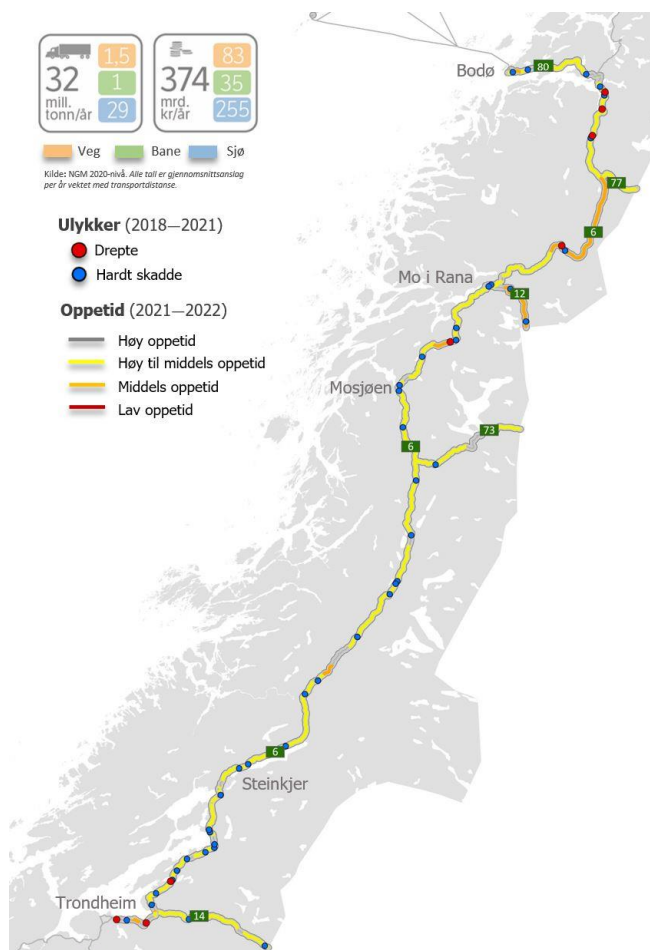 32
mill.
tonn/år
1,5
1
29
374
mrd.
kr/år
83
35
255
Veg Bane Sjø
Kilde: NGM 2020-nivå. Alle tall er gjennomsnittsanslag
per år vektet med transportdistanse.
Ulykker (2018—2021)
Drepte
Hardt skadde
Oppetid (2021—2022)
Høy oppetid
Høy til middels oppetid
Middels oppetid
Lav oppetid
Bodø
80
77
6
Mo i Rana
12
Mosjøen
6
73
6
Steinkjer
Trondheim
14